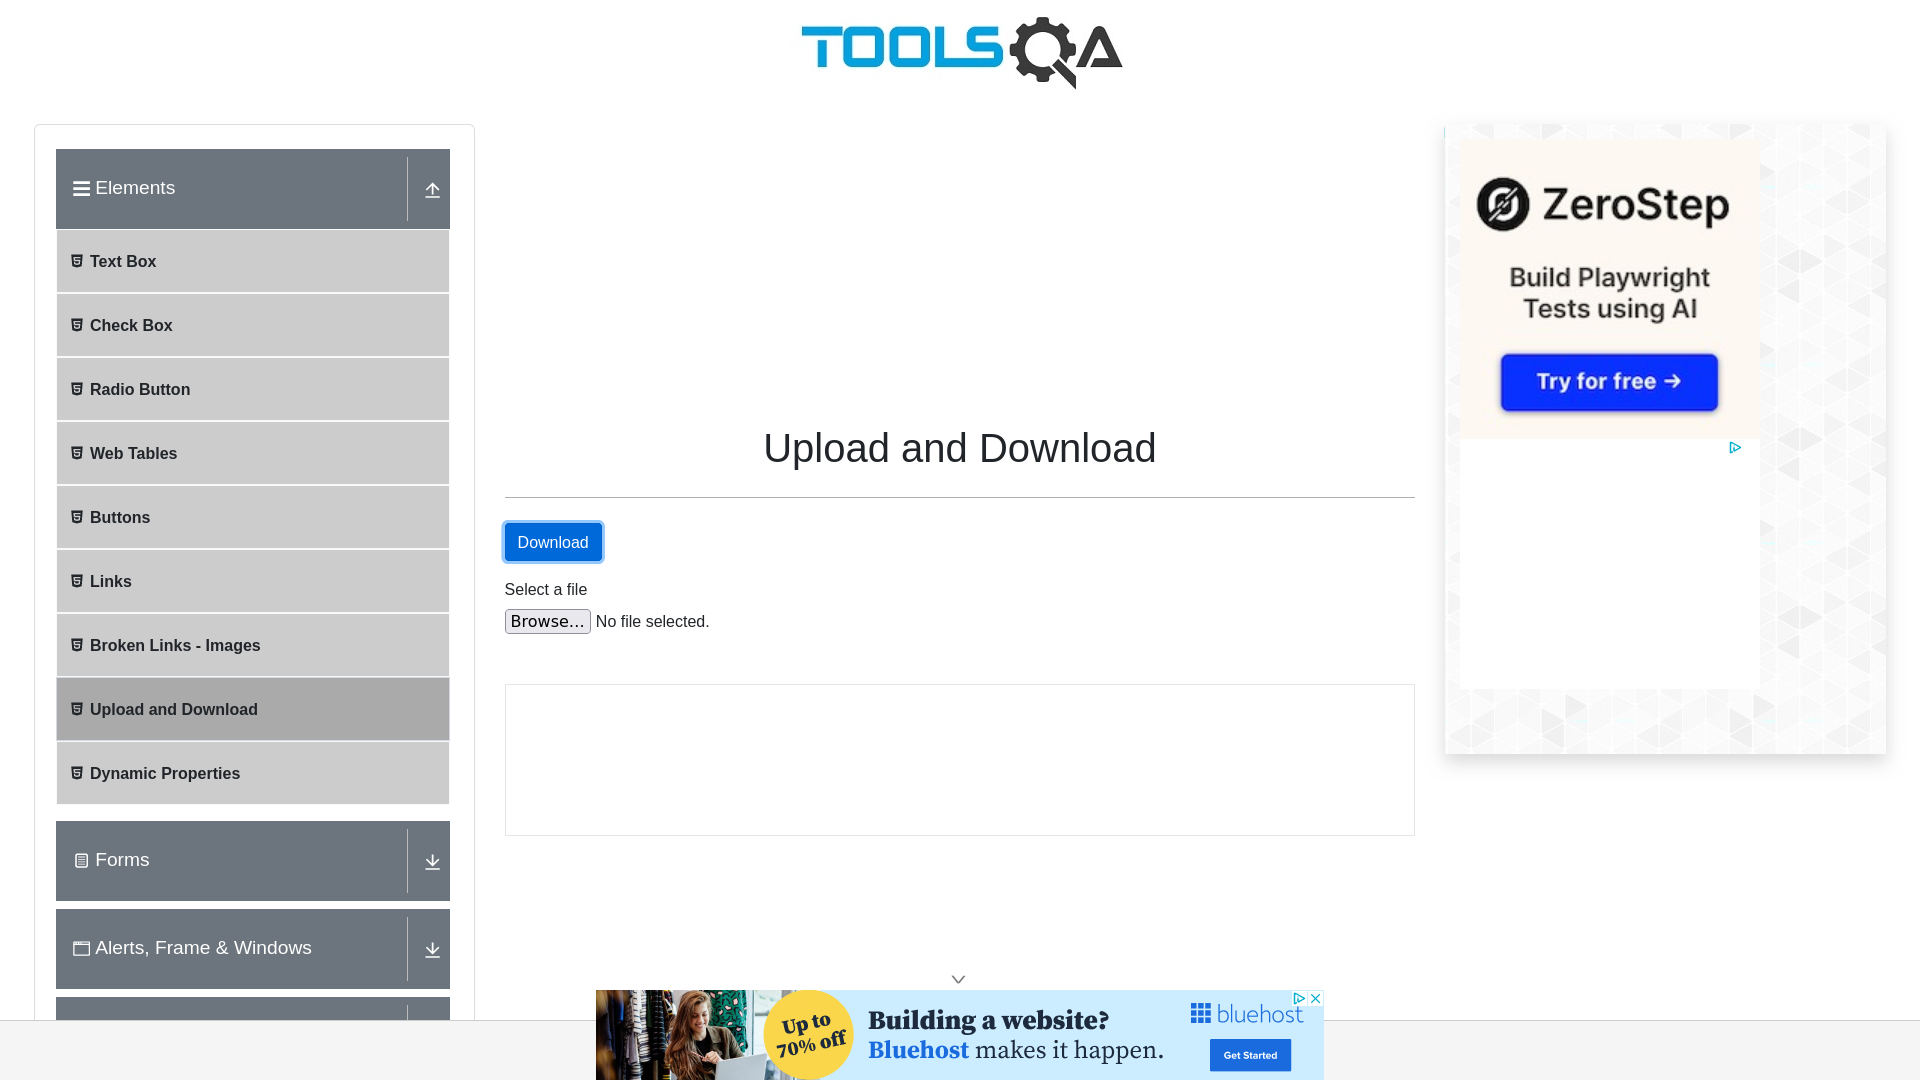 TOOLSQA
Elements
Text Box
Check Box
Radio Button
Web Tables
Buttons
Links
Broken Links - Images
Upload and Download
Dynamic Properties
Forms
Alerts, Frame & Windows
Upload and Download
Download
Select a file
Browse... No file selected.
ZeroStep
Build Playwright
Tests using AI
Try for free →
Up to
70% off
Building a website?
Bluehost makes it happen.
bluehost
Get Started